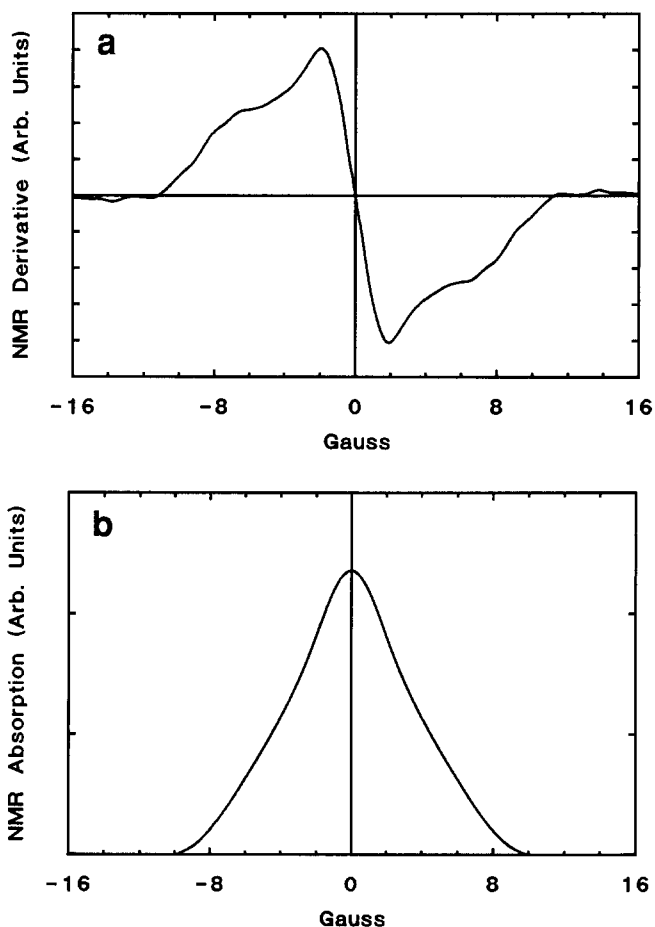 a
NMR Derivative (Arb. Units)
-16 -8 0 8 16
Gauss
b
NMR Absorption (Arb. Units)
-16 -8 0 8 16
Gauss